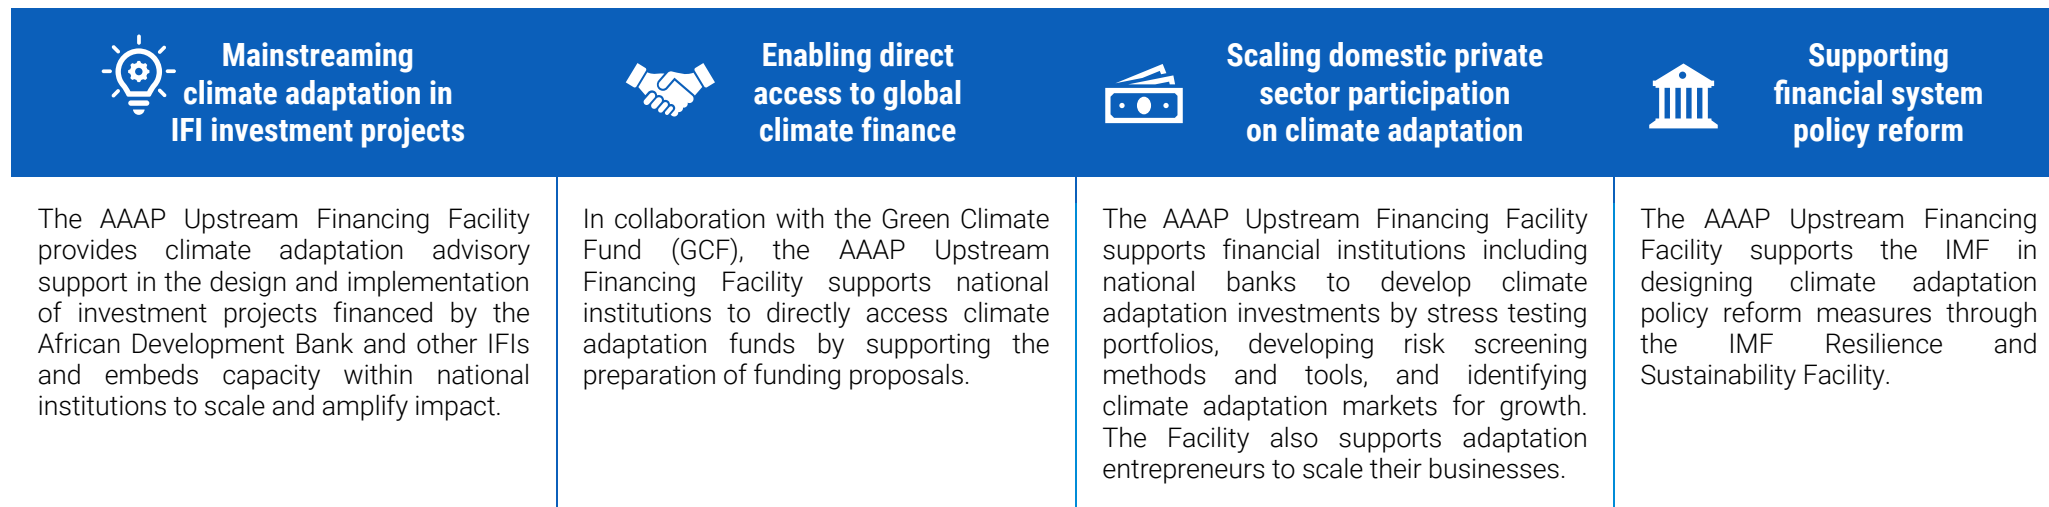 Mainstreaming
climate adaptation in
IFI investment projects
The AAAP Upstream Financing Facility
provides climate adaptation advisory
support in the design and implementation
of investment projects financed by the
African Development Bank and other IFIs
and embeds capacity within national
institutions to scale and amplify impact.
Enabling direct
access to global
climate finance
In collaboration with the Green Climate
Fund (GCF), the AAAP Upstream
Financing Facility supports national
institutions to directly access climate
adaptation funds by supporting the
preparation of funding proposals.
Scaling domestic private
sector participation
on climate adaptation
The AAAP Upstream Financing Facility
supports financial institutions including
national banks to develop climate
adaptation investments by stress testing
portfolios, developing risk screening
methods and tools, and identifying
climate adaptation markets for growth.
The Facility also supports adaptation
entrepreneurs to scale their businesses.
Supporting
financial system
policy reform
The AAAP Upstream Financing
Facility supports the IMF in
designing climate adaptation
policy reform measures through
the IMF Resilience and
Sustainability Facility.